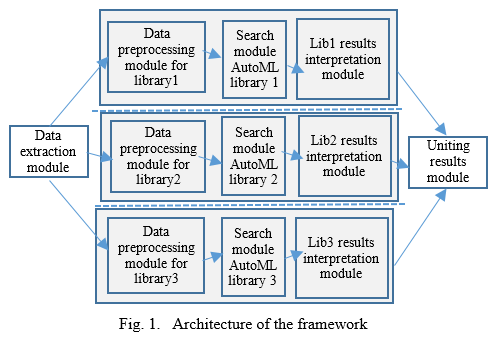 Data
extraction
module
Data
preprocessing
module for
library1
Search
module
AutoML
library 1
Lib1 results
interpretation
module
Data
preprocessing
module for
library2
Search
module
AutoML
library 2
Lib2 results
interpretation
module
Data
preprocessing
module for
library3
Search
module
AutoML
library 3
Lib3 results
interpretation
module
Uniting
results
module
Fig. 1. Architecture of the framework